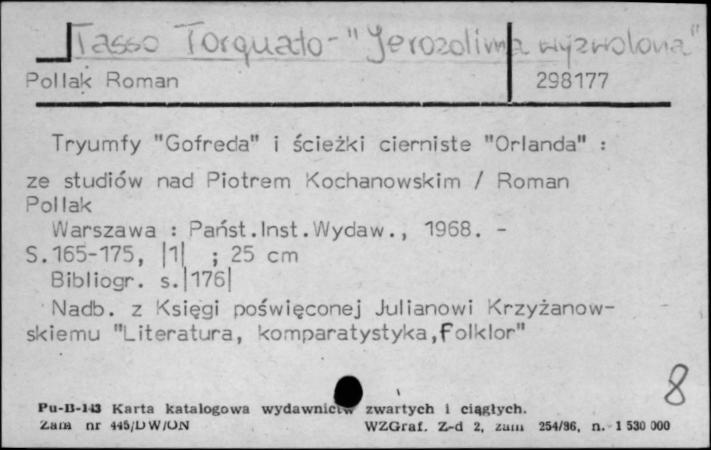 Tasso Torquato - "Jerozolima wyzwolona"
Pollak Roman 298177
Tryumfy "Gofreda" i ścieżki cierniste "Orlanda" :
ze studiów nad Piotrem Kochanowskim / Roman
Pollak
Warszawa : Państ.Inst.Wydaw., 1968. -
S.165-175, |1| ; 25 cm
Bibliogr. s.|176|
Nadb. z Księgi poświęconej Julianowi Krzyżanow-
skiemu "Literatura, komparatystyka,folklor"
8
Pu-B-143 Karta katalogowa wydawnictw zwartych i ciągłych.
Zam nr 445/DW/ON WZGraf. Z-d 2, zam 254/86, n. 1 530 000